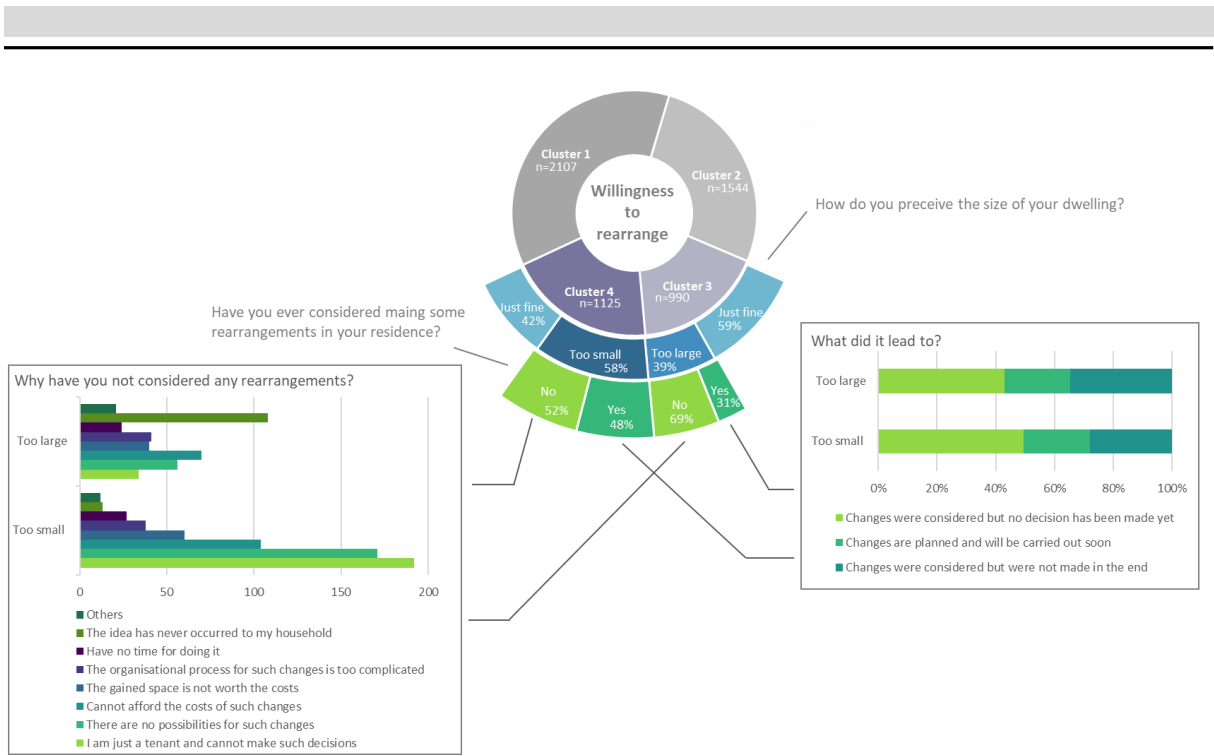 Cluster 1
n=2107
Cluster 2
n=1544
Willingness
to
rearrange
How do you preceive the size of your dwelling?
Cluster 4
n=1125
Cluster 3
n=990
Have you ever considered maing some
rearrangements in your residence?
Just fine
42%
Just fine
59%
Too small
58%
Too large
39%
No
52%
Yes
48%
No
69%
Yes
31%
Why have you not considered any rearrangements?
Too large
Too small
0
50
100
150
200
Others
The idea has never occurred to my household
Have no time for doing it
The organisational process for such changes is too complicated
The gained space is not worth the costs
Cannot afford the costs of such changes
There are no possibilities for such changes
I am just a tenant and cannot make such decisions
What did it lead to?
Too large
Too small
0%
20%
40%
60%
80%
100%
Changes were considered but no decision has been made yet
Changes are planned and will be carried out soon
Changes were considered but were not made in the end